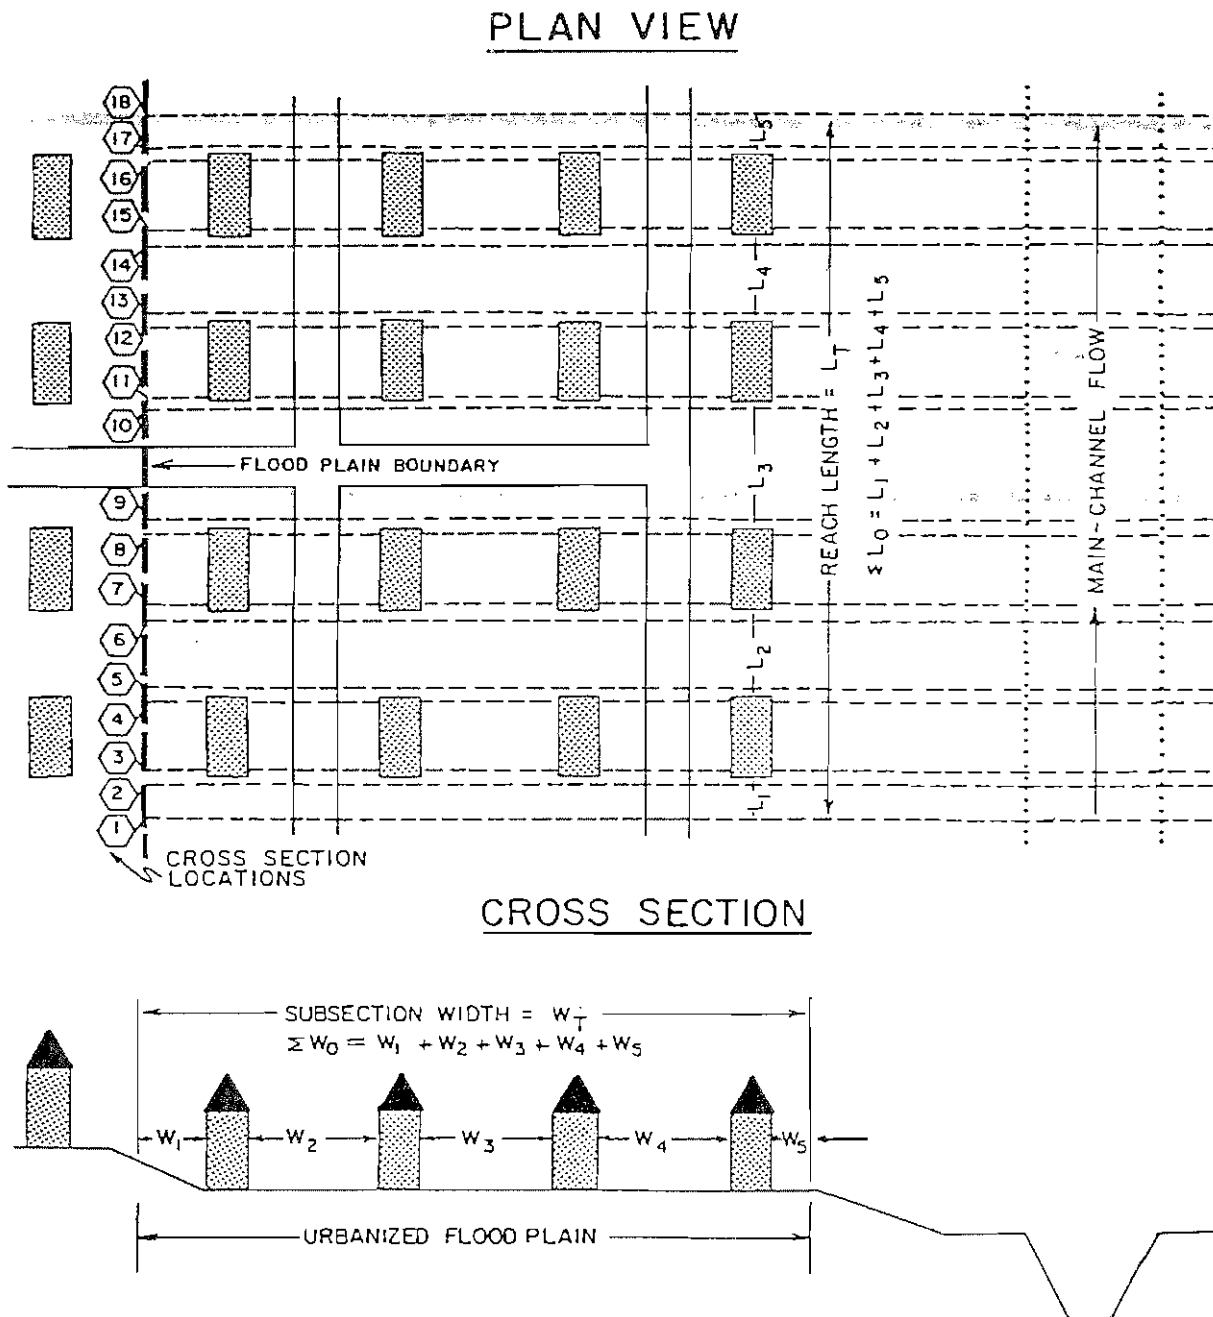 PLAN VIEW
18
17
16
15
14
13
12
11
10
9
8
7
6
5
4
3
2
1
FLOOD PLAIN BOUNDARY
L5
L4
L3
L2
L1
REACH LENGTH = LT
ΣLO = L1 + L2 + L3 + L4 + L5
MAIN-CHANNEL FLOW
CROSS SECTION
LOCATIONS
CROSS SECTION
SUBSECTION WIDTH = WT
ΣWO = W1 + W2 + W3 + W4 + W5
W1
W2
W3
W4
W5
URBANIZED FLOOD PLAIN